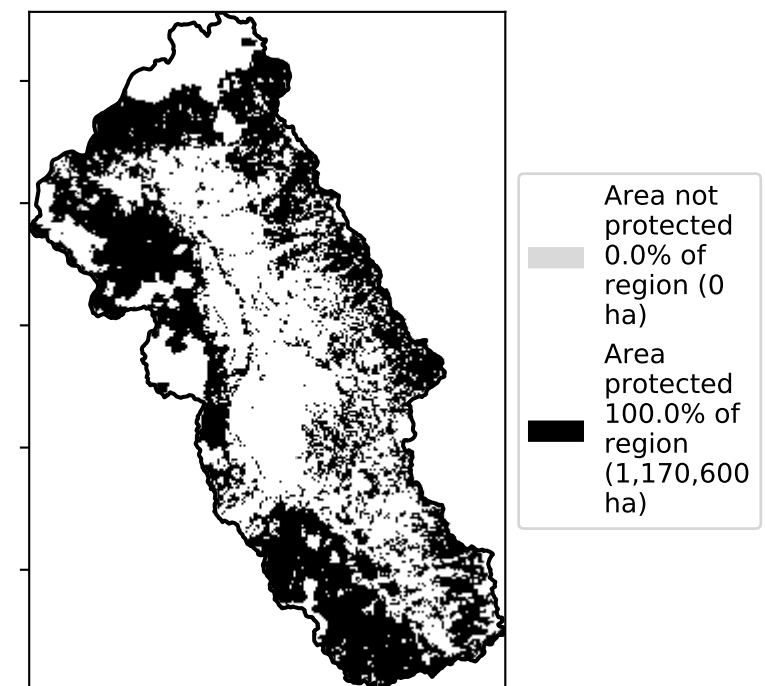 Area not
protected
0.0% of
region (0
ha)
Area
protected
100.0% of
region
(1,170,600
ha)